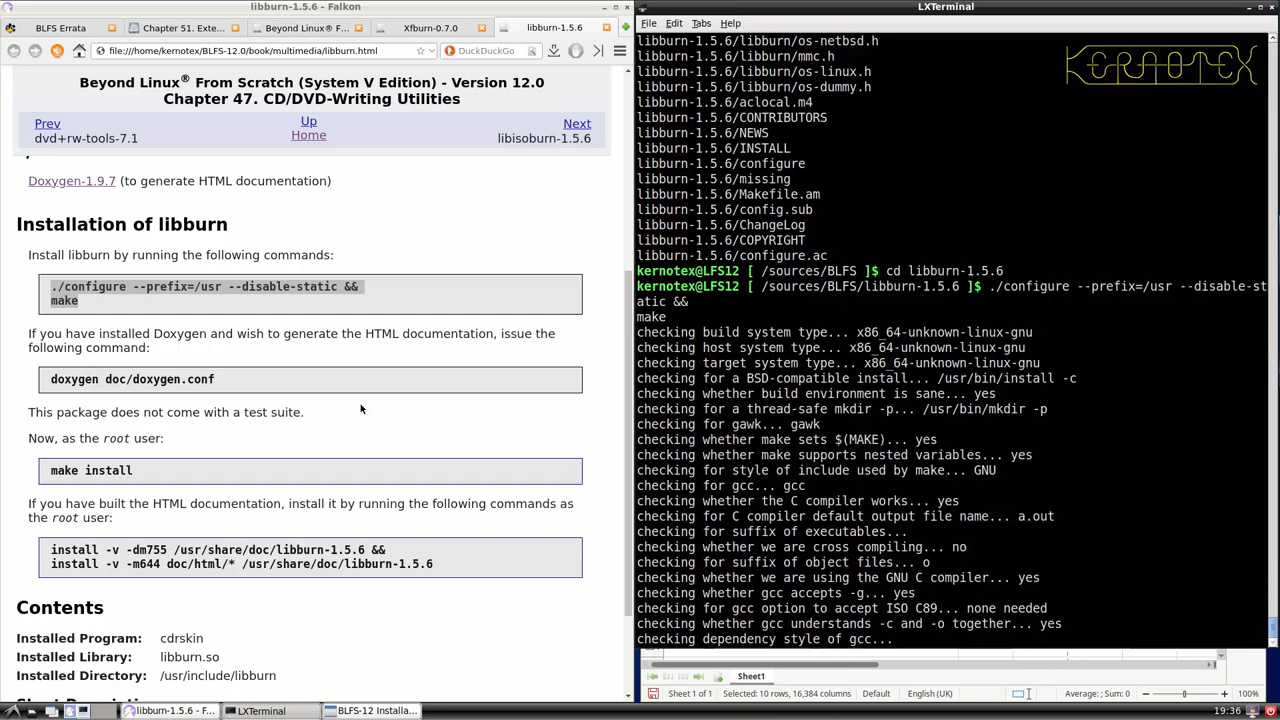 libburn-1.5.6 - Falkon
BLFS Errata
Chapter 51. Exte...
Beyond Linux® F...
Xfburn-0.7.0
libburn-1.5.6
file:///home/kernotex/BLFS-12.0/book/multimedia/libburn.html
DuckDuckGo
Beyond Linux® From Scratch (System V Edition) - Version 12.0
Chapter 47. CD/DVD-Writing Utilities
Prev
Up
Next
dvd+rw-tools-7.1
Home
libisoburn-1.5.6
Doxygen-1.9.7 (to generate HTML documentation)
Installation of libburn
Install libburn by running the following commands:
./configure --prefix=/usr --disable-static &&
make
If you have installed Doxygen and wish to generate the HTML documentation, issue the
following command:
doxygen doc/doxygen.conf
This package does not come with a test suite.
Now, as the root user:
make install
If you have built the HTML documentation, install it by running the following commands as
the root user:
install -v -dm755 /usr/share/doc/libburn-1.5.6 &&
install -v -m644 doc/html/* /usr/share/doc/libburn-1.5.6
Contents
Installed Program: cdrskin
Installed Library: libburn.so
Installed Directory: /usr/include/libburn
LXTerminal
File Edit Tabs Help
KERNOTEX
libburn-1.5.6/libburn/os-netbsd.h
libburn-1.5.6/libburn/mmc.h
libburn-1.5.6/libburn/os-linux.h
libburn-1.5.6/libburn/os-dummy.h
libburn-1.5.6/aclocal.m4
libburn-1.5.6/CONTRIBUTORS
libburn-1.5.6/NEWS
libburn-1.5.6/INSTALL
libburn-1.5.6/configure
libburn-1.5.6/missing
libburn-1.5.6/Makefile.am
libburn-1.5.6/config.sub
libburn-1.5.6/ChangeLog
libburn-1.5.6/COPYRIGHT
libburn-1.5.6/configure.ac
kernotex@LFS12 [ /sources/BLFS ]$ cd libburn-1.5.6
kernotex@LFS12 [ /sources/BLFS/libburn-1.5.6 ]$ ./configure --prefix=/usr --disable-st
atic &&
make
checking build system type... x86_64-unknown-linux-gnu
checking host system type... x86_64-unknown-linux-gnu
checking target system type... x86_64-unknown-linux-gnu
checking for a BSD-compatible install... /usr/bin/install -c
checking whether build environment is sane... yes
checking for a thread-safe mkdir -p... /usr/bin/mkdir -p
checking for gawk... gawk
checking whether make sets $(MAKE)... yes
checking whether make supports nested variables... yes
checking for style of include used by make... GNU
checking for gcc... gcc
checking whether the C compiler works... yes
checking for C compiler default output file name... a.out
checking for suffix of executables...
checking whether we are cross compiling... no
checking for suffix of object files... o
checking whether we are using the GNU C compiler... yes
checking whether gcc accepts -g... yes
checking for gcc option to accept ISO C89... none needed
checking whether gcc understands -c and -o together... yes
checking dependency style of gcc...
Sheet1
Sheet 1 of 1
Selected: 10 rows, 16,384 columns
Default
English (UK)
Average: ; Sum: 0
100%
libburn-1.5.6 - F...
LXTerminal
BLFS-12 Installa...
19:36